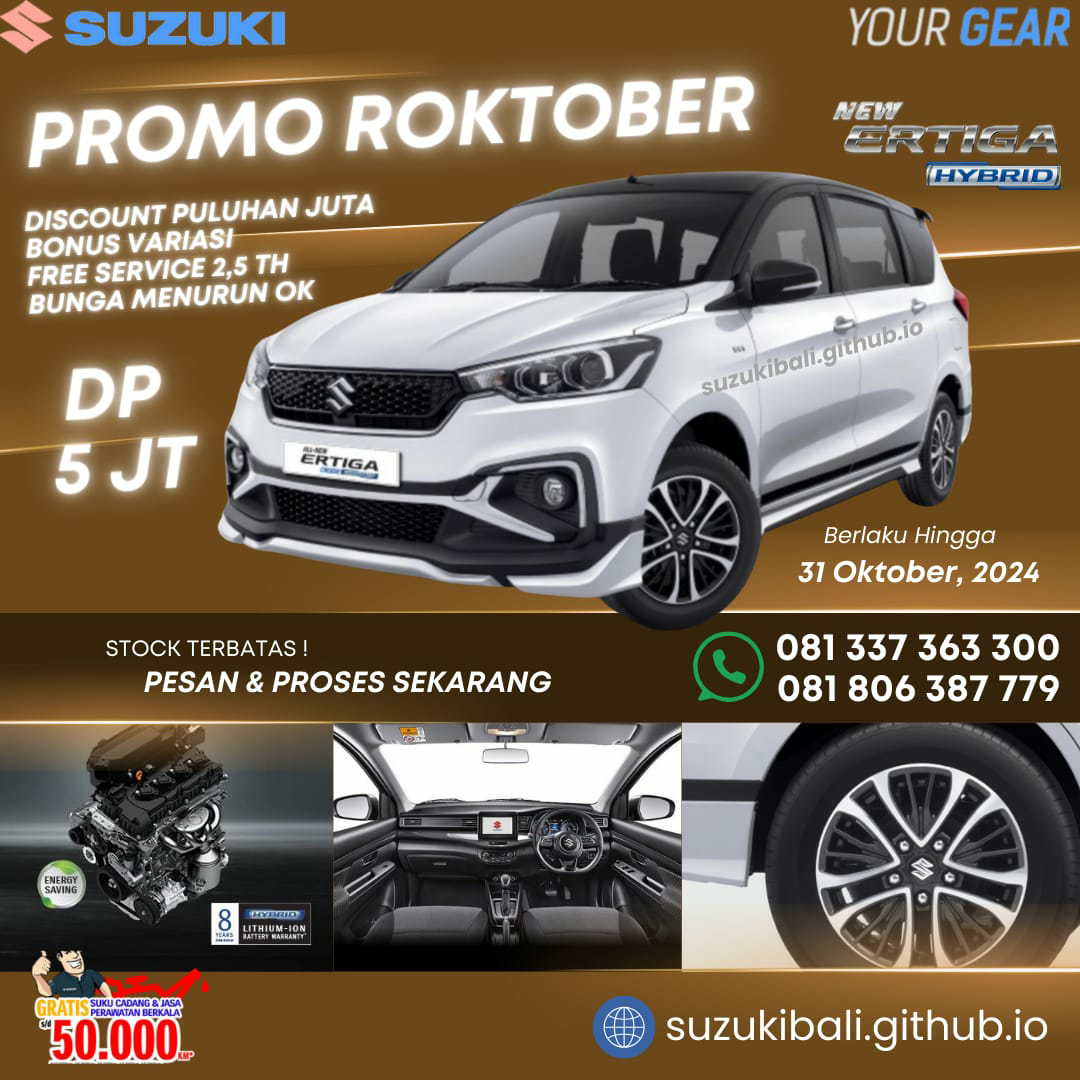 SUZUKI
YOUR GEAR
PROMO ROKTOBER
NEW
ERTIGA
HYBRID
DISCOUNT PULUHAN JUTA
BONUS VARIASI
FREE SERVICE 2,5 TH
BUNGA MENURUN OK
suzukibali.github.io
DP
5 JT
ALL-NEW
ERTIGA
Berlaku Hingga
31 Oktober, 2024
STOCK TERBATAS !
PESAN & PROSES SEKARANG
081 337 363 300
081 806 387 779
ENERGY
SAVING
8
YEARS
HYBRID
LITHIUM-ION
BATTERY WARRANTY*
GRATIS SUKU CADANG & JASA
PERAWATAN BERKALA
s/d
50.000 KM*
suzukibali.github.io